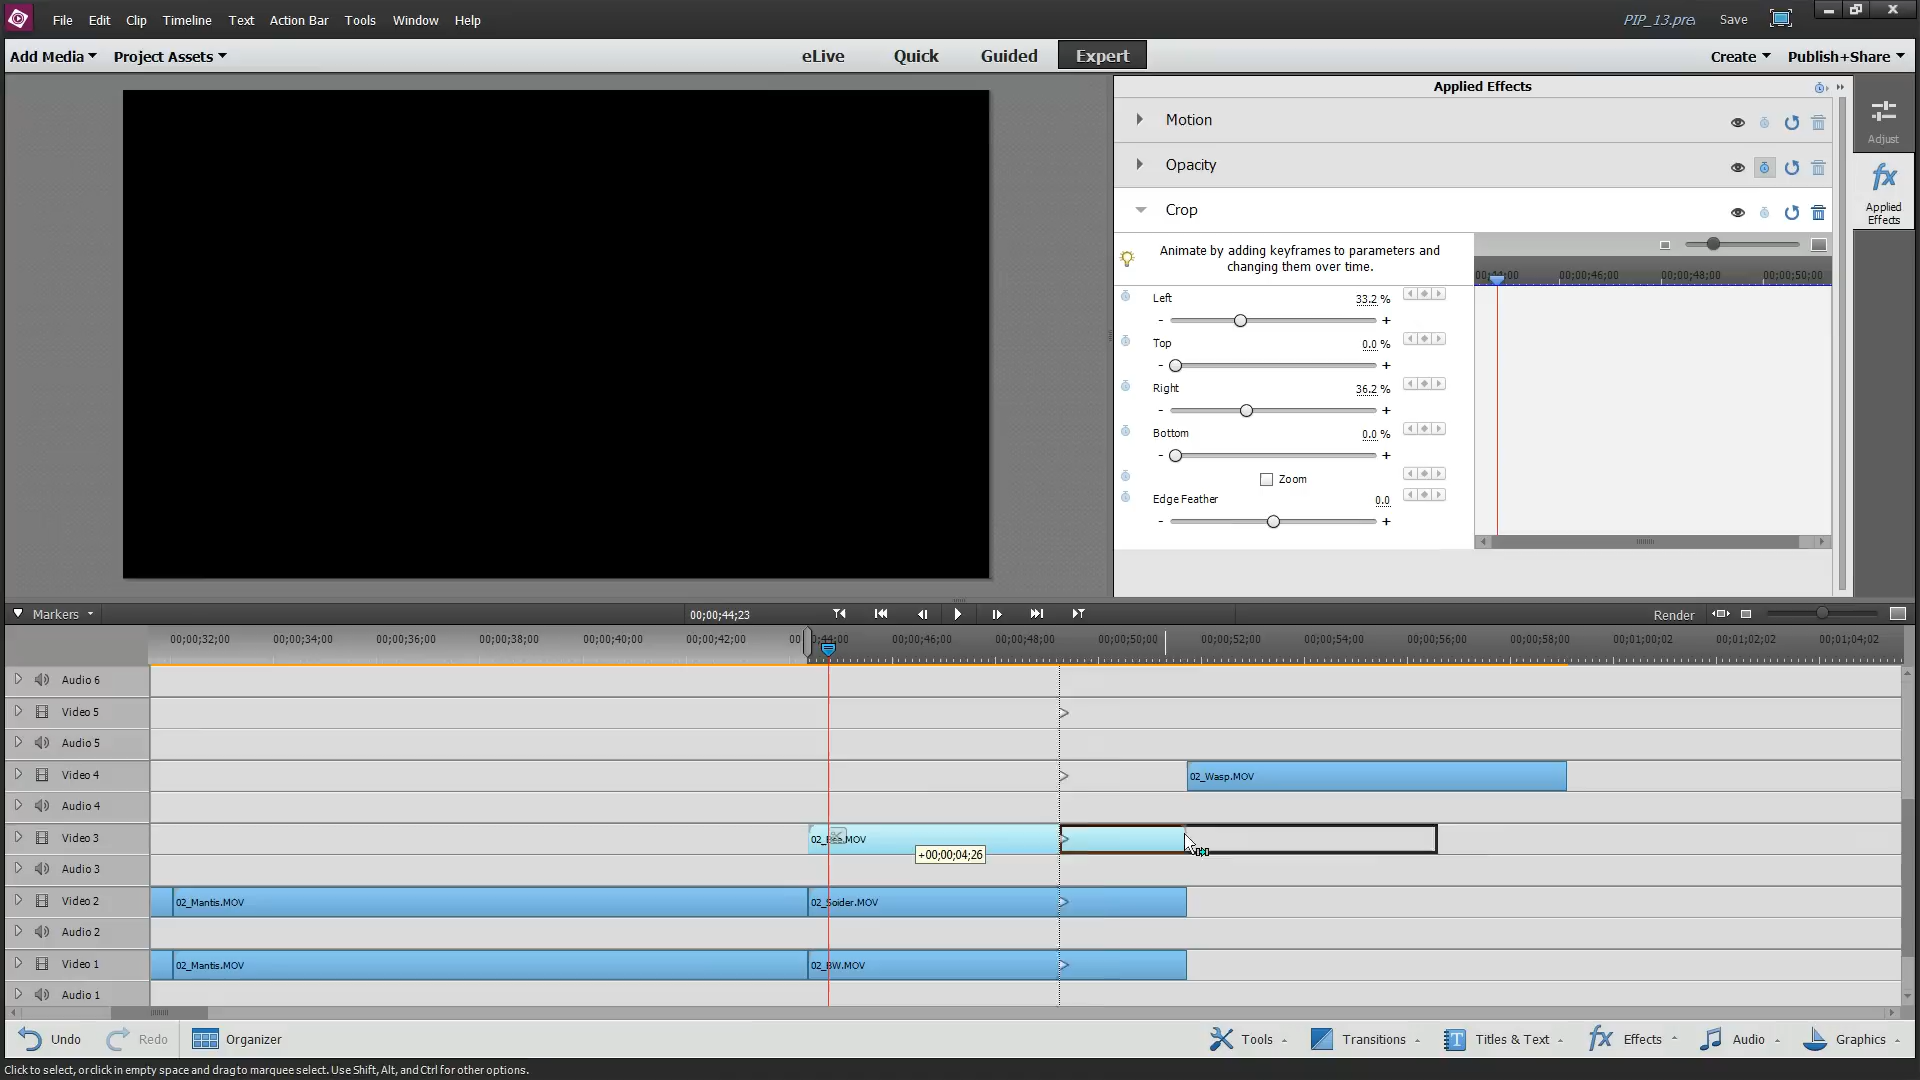 File Edit Clip Timeline Text Action Bar Tools Window Help
PIP_13.prel Save
Add Media Project Assets
eLive Quick Guided Expert
Create Publish+Share
Applied Effects
Motion
Adjust
Opacity
fx
Applied
Effects
Crop
Animate by adding keyframes to parameters and
changing them over time.
00;00;46;00 00;00;48;00 00;00;50;00
Left 33.2 %
- +
Top 0.0 %
- +
Right 36.2 %
- +
Bottom 0.0 %
- +
Zoom
Edge Feather 0.0
- +
Markers
00;00;44;23
Render
00;00;32;00 00;00;34;00 00;00;36;00 00;00;38;00 00;00;40;00 00;00;42;00 00;00;46;00 00;00;48;00 00;00;50;00 00;00;52;00 00;00;54;00 00;00;56;00 00;00;58;00 00;01;00;02 00;01;02;02 00;01;04;02
Audio 6
Video 5
Audio 5
Video 4 02_Wasp.MOV
Audio 4
Video 3
+00;00;04;26
Audio 3
Video 2 02_Mantis.MOV 02_Spider.MOV
Audio 2
Video 1 02_Mantis.MOV 02_BW.MOV
Audio 1
Undo Redo Organizer Tools Transitions T Titles & Text fx Effects Audio Graphics
Click to select, or click in empty space and drag to marquee select. Use Shift, Alt, and Ctrl for other options.